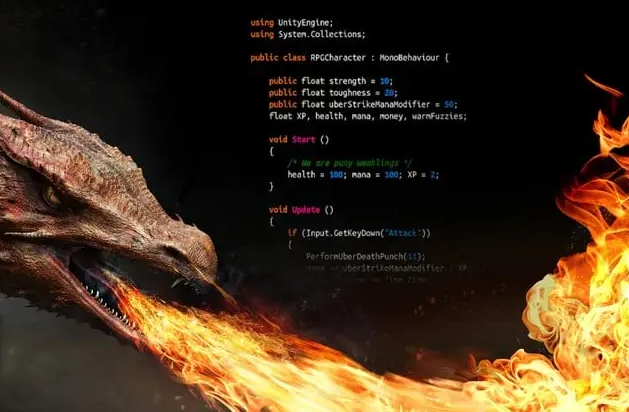 using UnityEngine;
using System.Collections;
public class RPGCharacter : MonoBehaviour {
public float strength = 10;
public float toughness = 20;
public float uberStrikeManaModifier = 50;
float XP, health, mana, money, warmFuzzies;
void Start ()
{
/* We are puny weaklings */
health = 100; mana = 100; XP = 2;
}
void Update ()
{
if (Input.GetKeyDown("Attack"))
{
PerformUberDeathPunch(11);
uberStrikeManaModifier / XP;